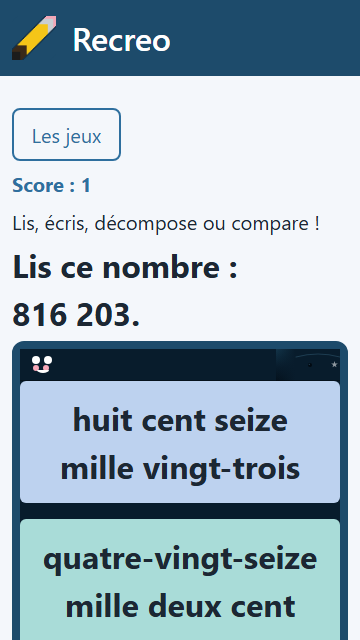 Recreo
Les jeux
Score : 1
Lis, écris, décompose ou compare !
Lis ce nombre :
816 203.
huit cent seize
mille vingt-trois
quatre-vingt-seize
mille deux cent